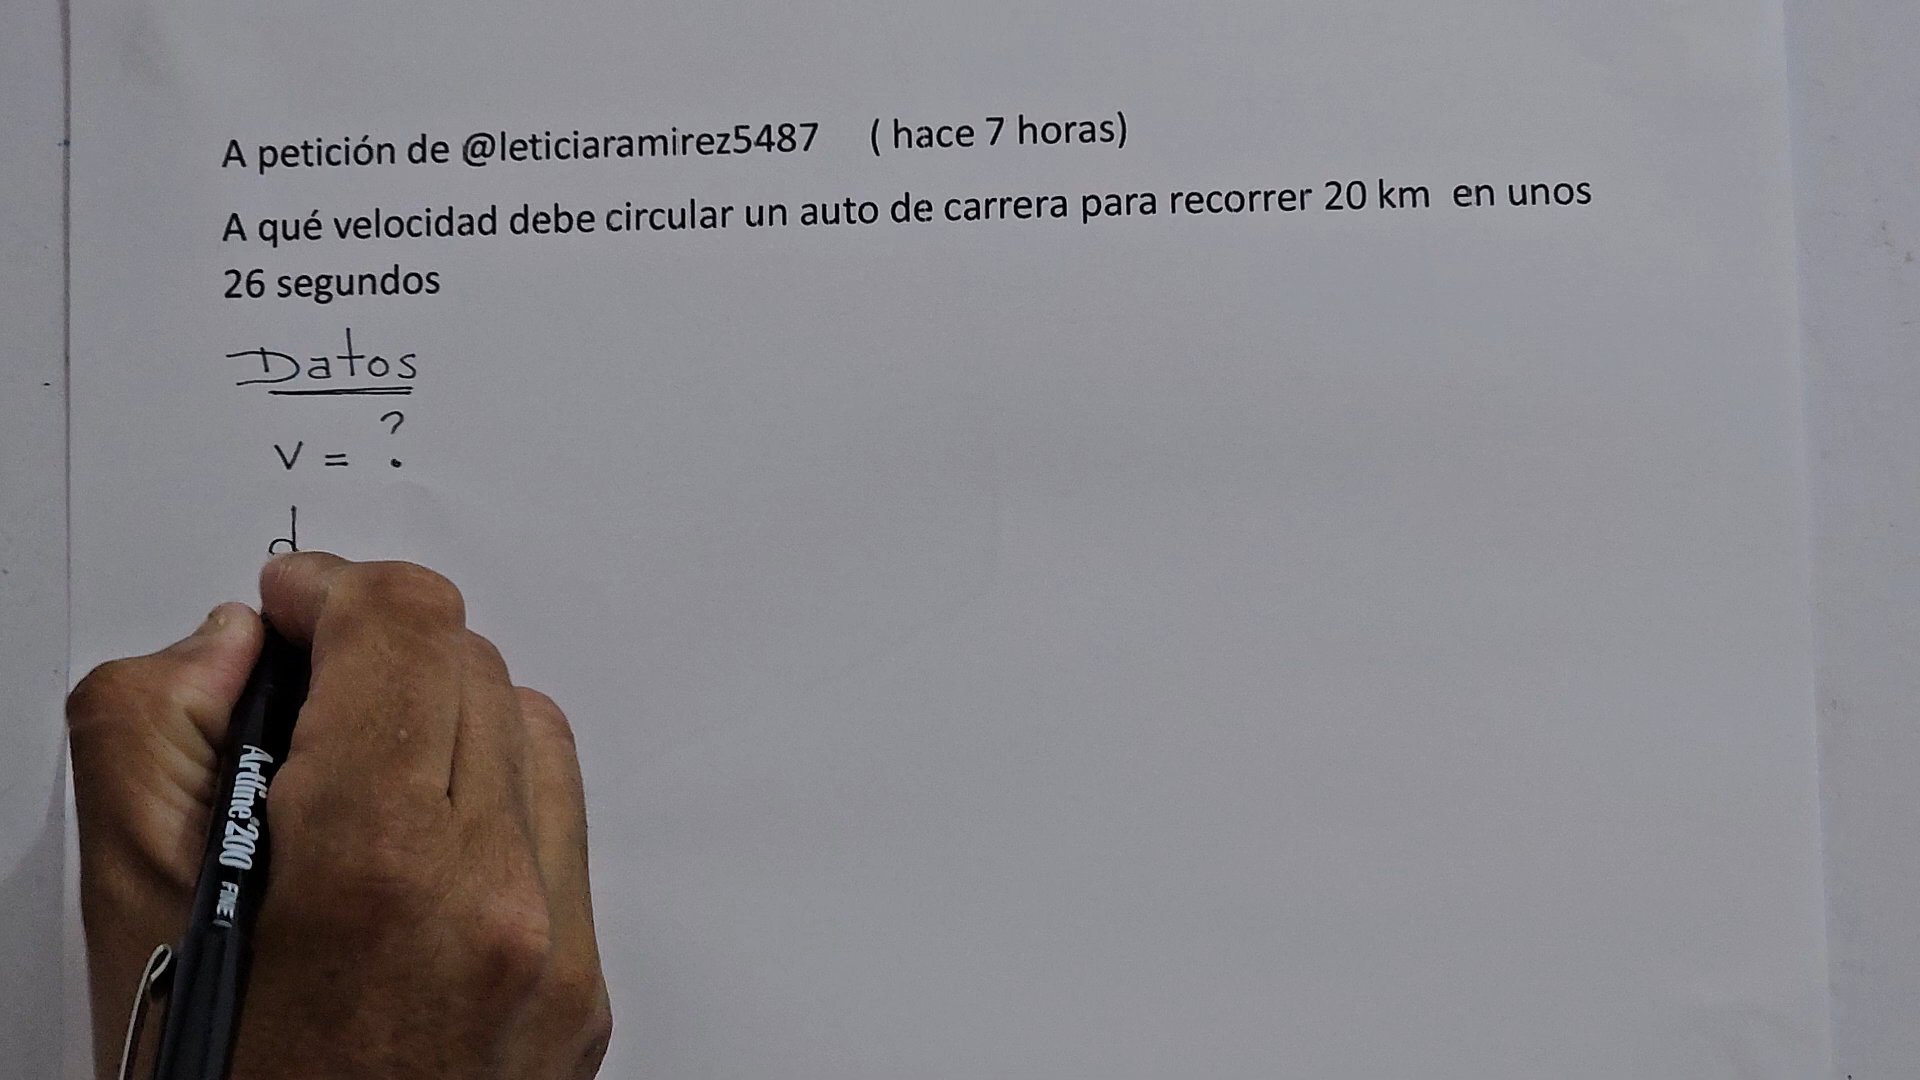 A petición de @leticiaramirez5487 ( hace 7 horas)
A qué velocidad debe circular un auto de carrera para recorrer 20 km en unos
26 segundos
Datos
v = ?
d
Artline 200 FINE